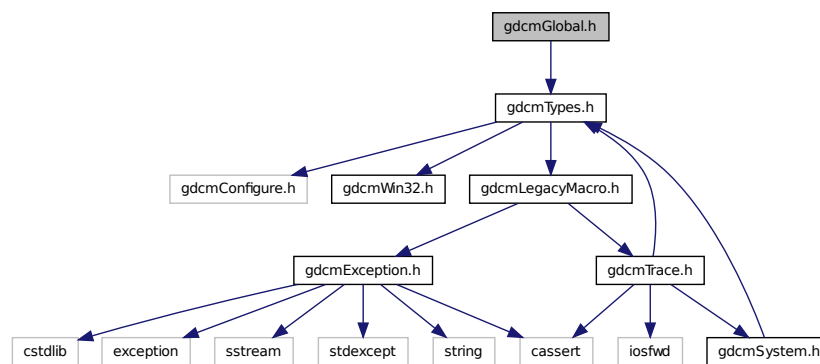 gdcmGlobal.h
gdcmTypes.h
gdcmConfigure.h
gdcmWin32.h
gdcmLegacyMacro.h
gdcmException.h
gdcmTrace.h
cstdlib
exception
sstream
stdexcept
string
cassert
iosfwd
gdcmSystem.h